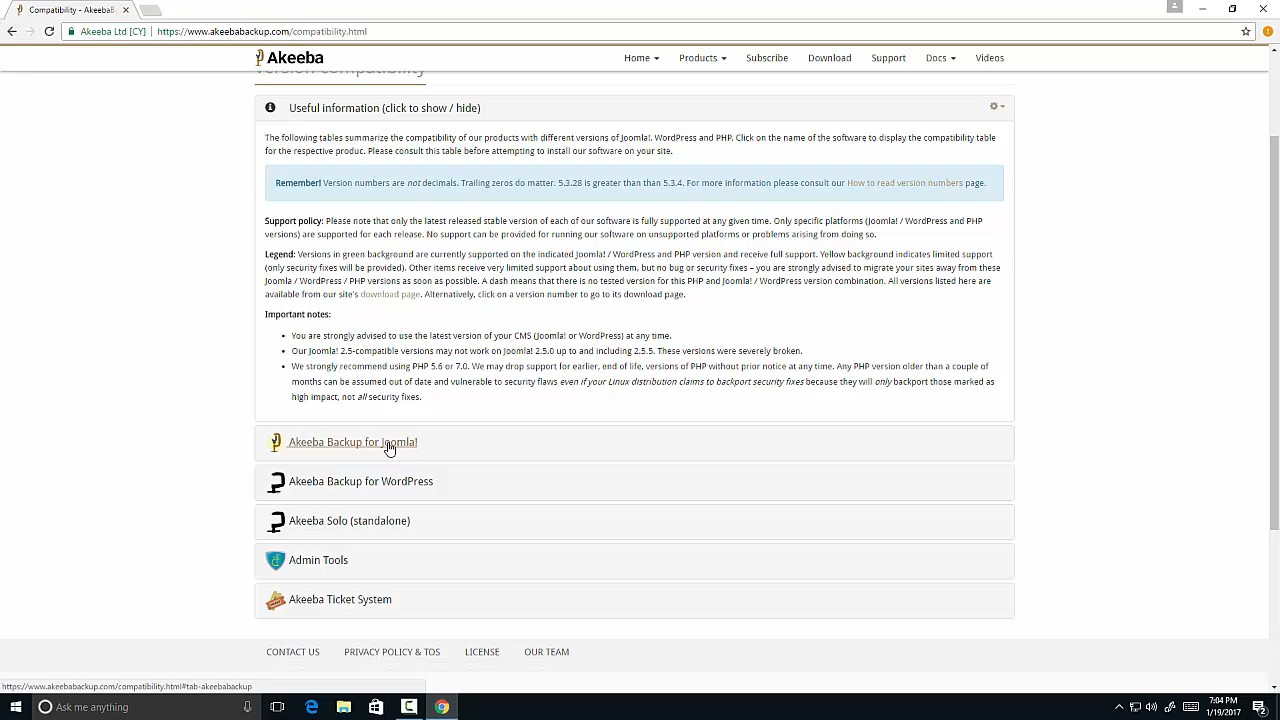 Compatibility - AkeebaB
Akeeba Ltd [CY]
https://www.akeebabackup.com/compatibility.html
Akeeba
Home
Products
Subscribe
Download
Support
Docs
Videos
Version Compatibility
Useful information (click to show / hide)
The following tables summarize the compatibility of our products with different versions of Joomla!, WordPress and PHP. Click on the name of the software to display the compatibility table
for the respective produc. Please consult this table before attempting to install our software on your site.
Remember! Version numbers are not decimals. Trailing zeros do matter. 5.3.28 is greater than than 5.3.4. For more information please consult our How to read version numbers page.
Support policy: Please note that only the latest released stable version of each of our software is fully supported at any given time. Only specific platforms (Joomla! / WordPress and PHP
versions) are supported for each release. No support can be provided for running our software on unsupported platforms or problems arising from doing so.
Legend: Versions in green background are currently supported on the indicated Joomla! / WordPress and PHP version and receive full support. Yellow background indicates limited support
(only security fixes will be provided). Other items receive very limited support about using them, but no bug or security fixes – you are strongly advised to migrate your sites away from these
Joomla / WordPress / PHP versions as soon as possible. A dash means that there is no tested version for this PHP and Joomla! / WordPress version combination. All versions listed here are
available from our site's download page. Alternatively, click on a version number to go to its download page.
Important notes:
• You are strongly advised to use the latest version of your CMS (Joomla! or WordPress) at any time.
• Our Joomla! 2.5-compatible versions may not work on Joomla! 2.5.0 up to and including 2.5.5. These versions were severely broken.
• We strongly recommend using PHP 5.6 or 7.0. We may drop support for earlier, end of life, versions of PHP without prior notice at any time. Any PHP version older than a couple of
months can be assumed out of date and vulnerable to security flaws even if your Linux distribution claims to backport security fixes because they will only backport those marked as
high impact, not all security fixes.
Akeeba Backup for Joomla!
Akeeba Backup for WordPress
Akeeba Solo (standalone)
Admin Tools
Akeeba Ticket System
CONTACT US
PRIVACY POLICY & TOS
LICENSE
OUR TEAM
https://www.akeebabackup.com/compatibility.html#tab-akeebabackup
Ask me anything
7:04 PM
1/19/2017
2